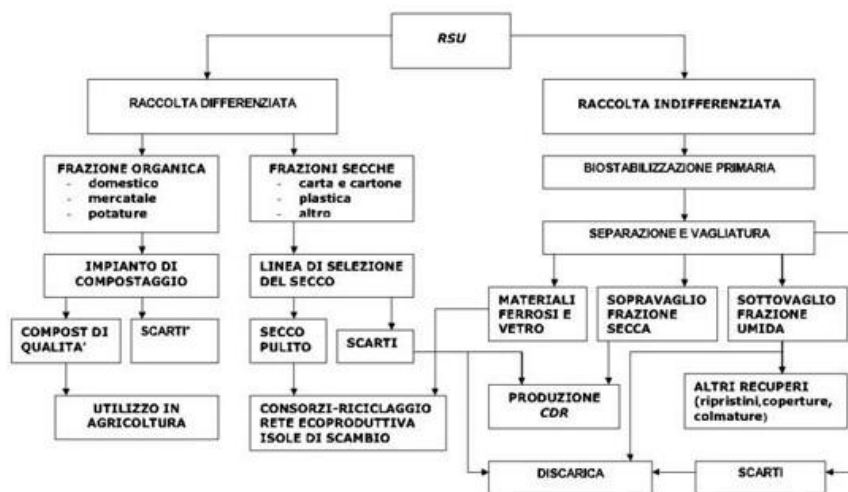 RSU
RACCOLTA DIFFERENZIATA
RACCOLTA INDIFFERENZIATA
FRAZIONE ORGANICA
- domestico
- mercatale
- potature
FRAZIONI SECCHE
- carta e cartone
- plastica
- altro
BIOSTABILIZZAZIONE PRIMARIA
SEPARAZIONE E VAGLIATURA
IMPIANTO DI
COMPOSTAGGIO
LINEA DI SELEZIONE
DEL SECCO
MATERIALI
FERROSI E
VETRO
SOPRAVAGLIO
FRAZIONE
SECCA
SOTTOVAGLIO
FRAZIONE
UMIDA
COMPOST DI
QUALITA'
SCARTI*
SECCO
PULITO
SCARTI
UTILIZZO IN
AGRICOLTURA
CONSORZI-RICICLAGGIO
RETE ECOPRODUTTIVA
ISOLE DI SCAMBIO
PRODUZIONE
CDR
ALTRI RECUPERI
(ripristini,coperture,
colmature)
DISCARICA
SCARTI